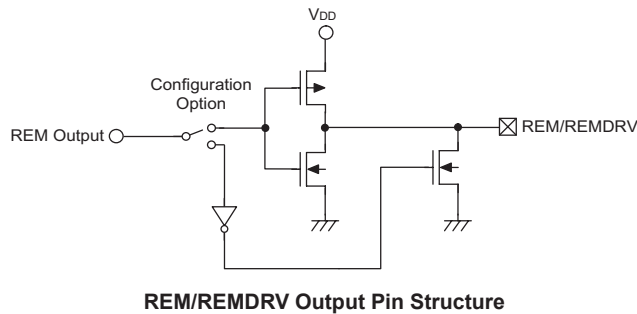 VDD
Configuration
Option
REM Output
REM/REMDRV
REM/REMDRV Output Pin Structure